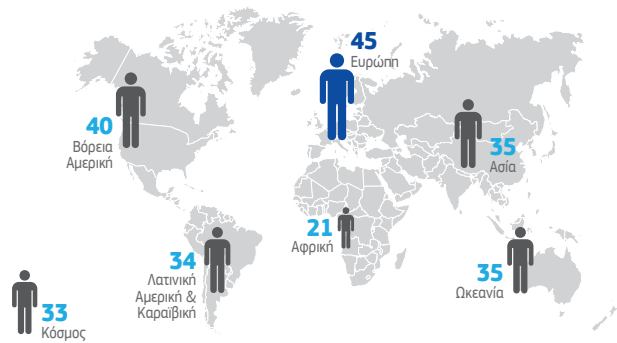 45
Ευρώπη
40
Βόρεια
Αμερική
35
Ασία
21
Αφρική
34
Λατινική
Αμερική &
Καραϊβική
35
Ωκεανία
33
Κόσμος